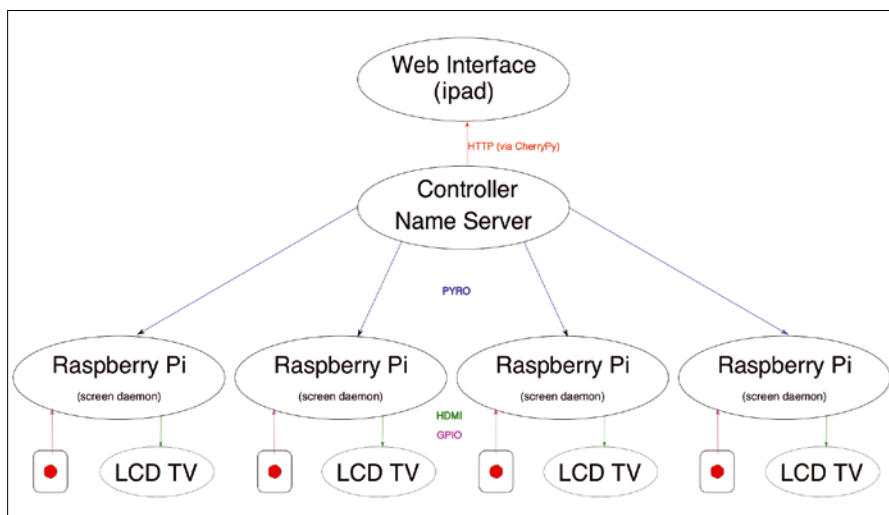 Web Interface
(ipad)
HTTP (via CherryPy)
Controller
Name Server
PYRO
Raspberry Pi
(screen daemon)
Raspberry Pi
(screen daemon)
Raspberry Pi
(screen daemon)
Raspberry Pi
(screen daemon)
HDMI
GPIO
LCD TV
LCD TV
LCD TV
LCD TV